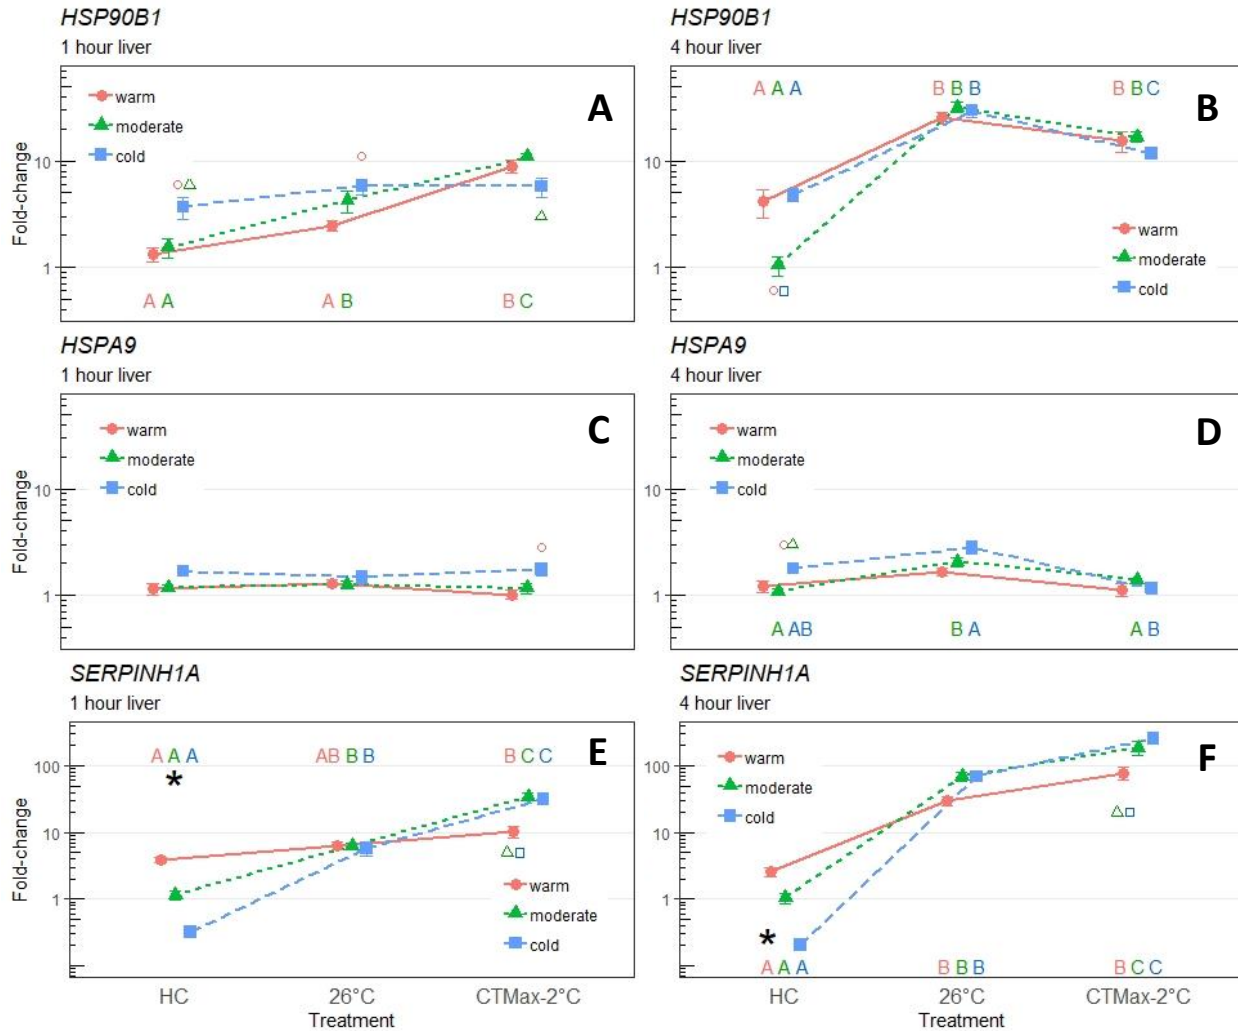 HSP90B1
1 hour liver
A
warm
moderate
cold
10
1
Fold-change
A A
A B
B C
HSP90B1
4 hour liver
A A A
B B B
B B C
B
10
1
warm
moderate
cold
HSPA9
1 hour liver
C
warm
moderate
cold
10
1
Fold-change
HSPA9
4 hour liver
D
warm
moderate
cold
10
1
A AB
B A
A B
SERPINH1A
1 hour liver
A A A
AB B B
B C C
*
E
100
10
1
Fold-change
warm
moderate
cold
HC
26°C
CTMax-2°C
Treatment
SERPINH1A
4 hour liver
F
warm
moderate
cold
100
10
1
*
A A A
B B B
B C C
HC
26°C
CTMax-2°C
Treatment